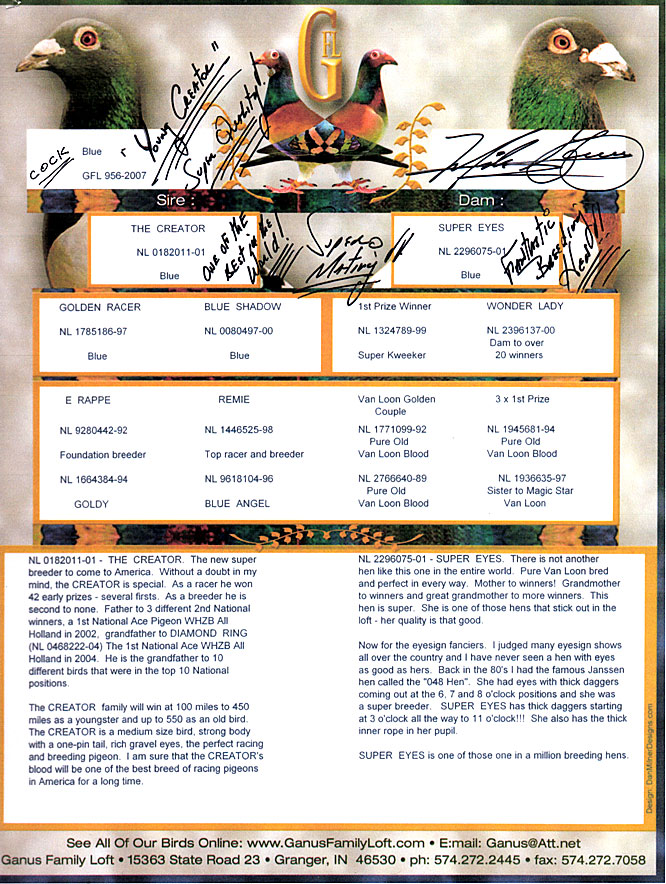 G
FL
COCK
Blue
GFL 956-2007
"Young Creator"
Super Quality!
Sire :
Dam :
THE CREATOR
NL 0182011-01
Blue
ONE OF THE
BEST IN THE
World!
Super
Mating!!
SUPER EYES
NL 2296075-01
Blue
Fantastic
Breeding
Hen!!
GOLDEN RACER
NL 1785186-97
Blue
BLUE SHADOW
NL 0080497-00
Blue
1st Prize Winner
NL 1324789-99
Super Kweeker
WONDER LADY
NL 2396137-00
Dam to over
20 winners
E RAPPE
NL 9280442-92
Foundation breeder
NL 1664384-94
GOLDY
REMIE
NL 1446525-98
Top racer and breeder
NL 9618104-96
BLUE ANGEL
Van Loon Golden
Couple
NL 1771099-92
Pure Old
Van Loon Blood
NL 2766640-89
Pure Old
Van Loon Blood
3 x 1st Prize
NL 1945681-94
Pure Old
Van Loon Blood
NL 1936635-97
Sister to Magic Star
Van Loon
NL 0182011-01 - THE CREATOR. The new super
breeder to come to America. Without a doubt in my
mind, the CREATOR is special. As a racer he won
42 early prizes - several firsts. As a breeder he is
second to none. Father to 3 different 2nd National
winners, a 1st National Ace Pigeon WHZB All
Holland in 2002, grandfather to DIAMOND RING
(NL 0468222-04) The 1st National Ace WHZB All
Holland in 2004. He is the grandfather to 10
different birds that were in the top 10 National
positions.
The CREATOR family will win at 100 miles to 450
miles as a youngster and up to 550 as an old bird.
The CREATOR is a medium size bird, strong body
with a one-pin tail, rich gravel eyes, the perfect racing
and breeding pigeon. I am sure that the CREATOR's
blood will be one of the best breed of racing pigeons
in America for a long time.
NL 2296075-01 - SUPER EYES. There is not another
hen like this one in the entire world. Pure Van Loon bred
and perfect in every way. Mother to winners! Grandmother
to winners and great grandmother to more winners. This
hen is super. She is one of those hens that stick out in the
loft - her quality is that good.
Now for the eyesign fanciers. I judged many eyesign shows
all over the country and I have never seen a hen with eyes
as good as hers. Back in the 80's I had the famous Janssen
hen called the "048 Hen". She had eyes with thick daggers
coming out at the 6, 7 and 8 o'clock positions and she was
a super breeder. SUPER EYES has thick daggers starting
at 3 o'clock all the way to 11 o'clock!!! She also has the thick
inner rope in her pupil.
SUPER EYES is one of those one in a million breeding hens.
Design: DanMilnerDesigns.com
See All Of Our Birds Online: www.GanusFamilyLoft.com • E:mail: Ganus@Att.net
Ganus Family Loft • 15363 State Road 23 • Granger, IN 46530 • ph: 574.272.2445 • fax: 574.272.7058